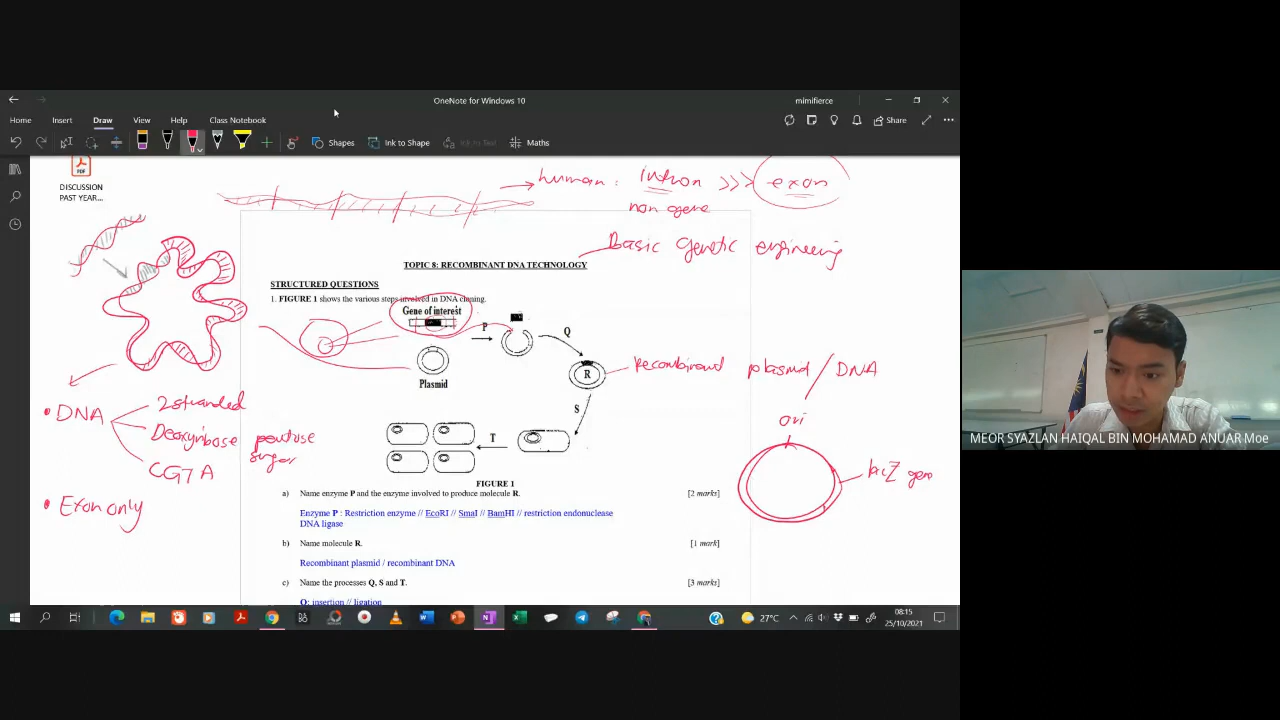 OneNote for Windows 10
mimifierce
Home Insert Draw View Help Class Notebook
Share
Shapes Ink to Shape Ink to Text Maths
PDF
DISCUSSION
PAST YEAR...
human : intron >>> exon
non gene
Basic Genetic engineering
TOPIC 8: RECOMBINANT DNA TECHNOLOGY
STRUCTURED QUESTIONS
1. FIGURE 1 shows the various steps involved in DNA cloning.
Gene of interest
P
Q
R
Recombinant plasmid / DNA
Plasmid
S
T
ori
lacZ gene
• DNA
2 stranded
Deoxyribose pentose
sugar
CGTA
• Exon only
FIGURE 1
a) Name enzyme P and the enzyme involved to produce molecule R. [2 marks]
Enzyme P : Restriction enzyme // EcoRI // SmaI // BamHI // restriction endonuclease
DNA ligase
b) Name molecule R. [1 mark]
Recombinant plasmid / recombinant DNA
c) Name the processes Q, S and T. [3 marks]
Q: insertion // ligation
MEOR SYAZLAN HAIQAL BIN MOHAMAD ANUAR Moe
27°C
08:15
25/10/2021